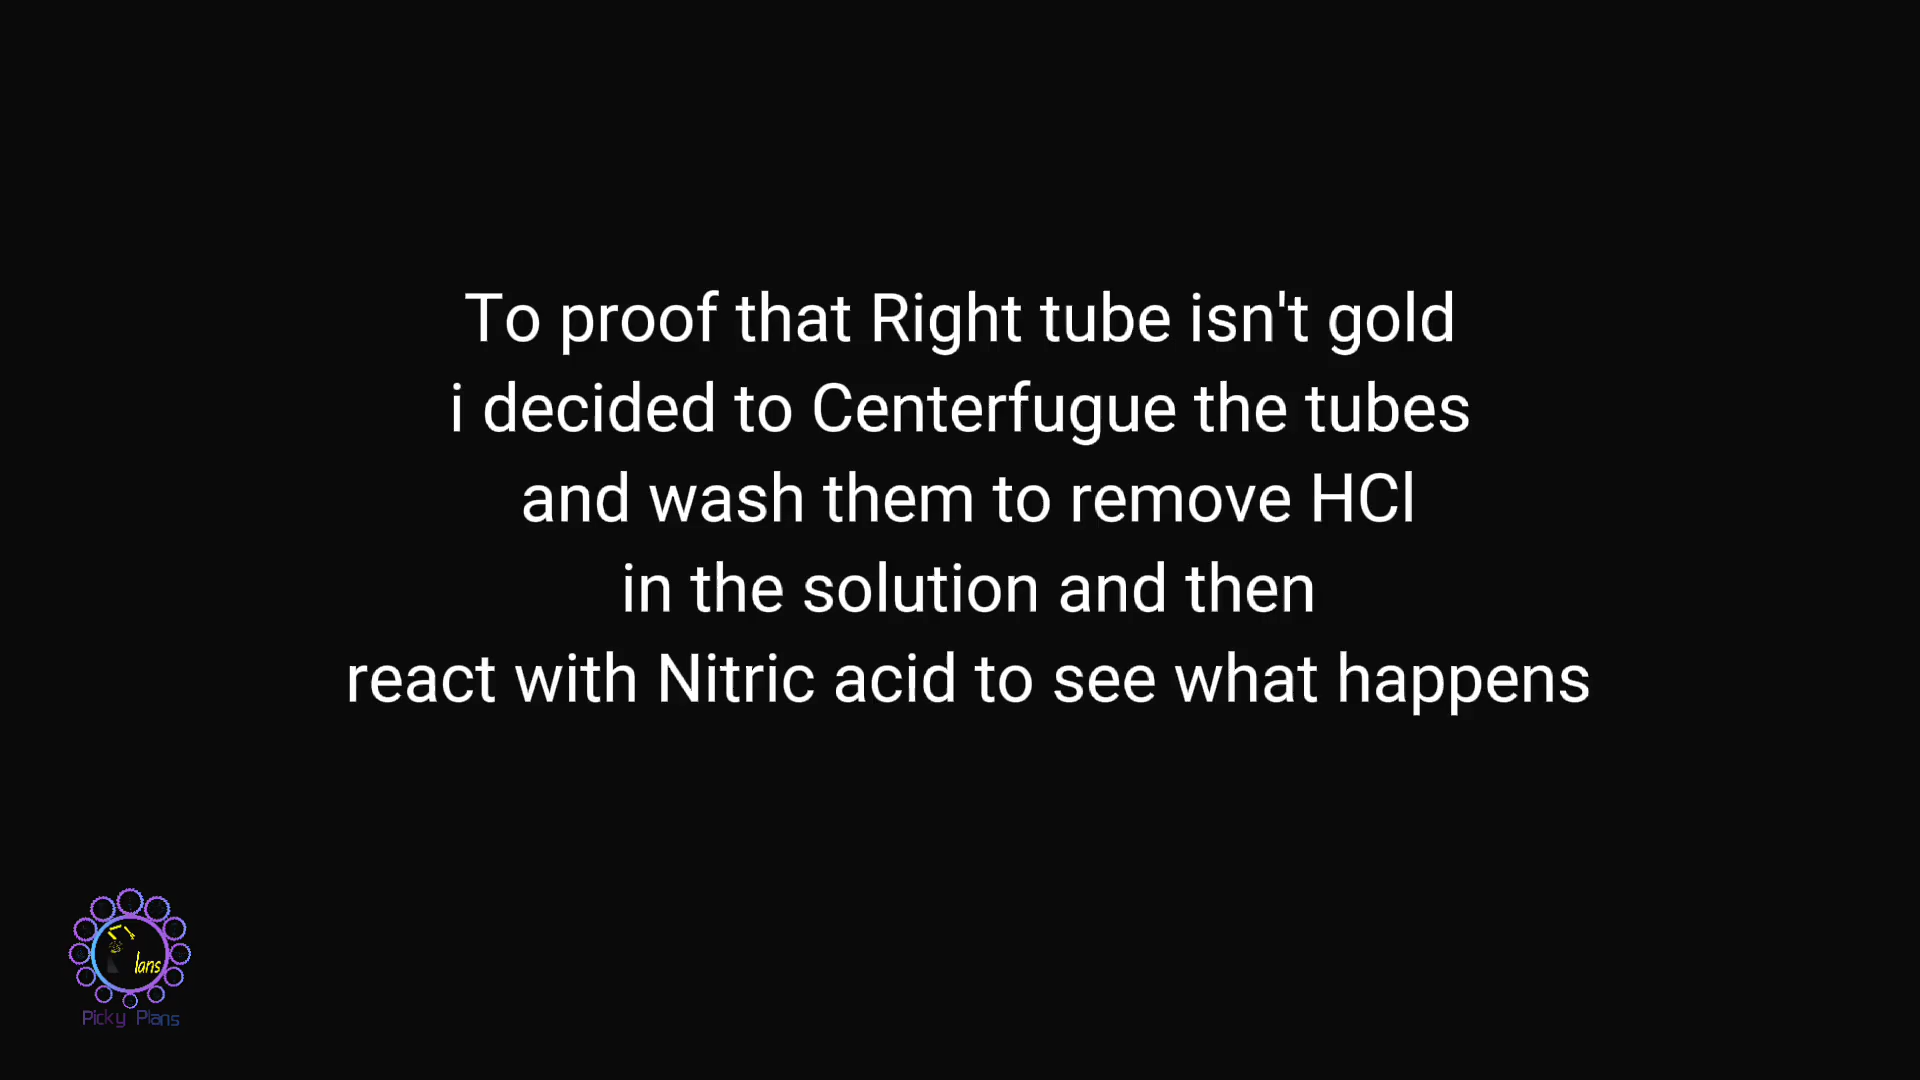 To proof that Right tube isn't gold
i decided to Centerfugue the tubes
and wash them to remove HCl
in the solution and then
react with Nitric acid to see what happens
lans
Picky Plans